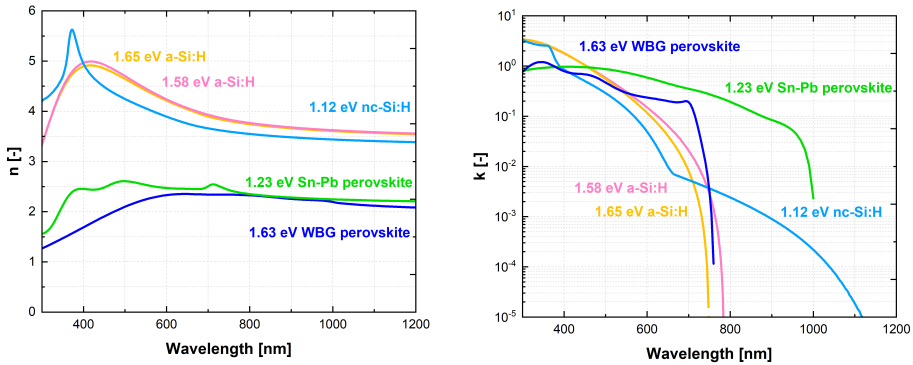 6
5
4
3
2
1
0
n [-]
1.65 eV a-Si:H
1.58 eV a-Si:H
1.12 eV nc-Si:H
1.23 eV Sn-Pb perovskite
1.63 eV WBG perovskite
400 600 800 1000 1200
Wavelength [nm]
10^1
10^0
10^-1
10^-2
10^-3
10^-4
10^-5
k [-]
1.63 eV WBG perovskite
1.23 eV Sn-Pb perovskite
1.58 eV a-Si:H
1.65 eV a-Si:H
1.12 eV nc-Si:H
400 600 800 1000 1200
Wavelength [nm]